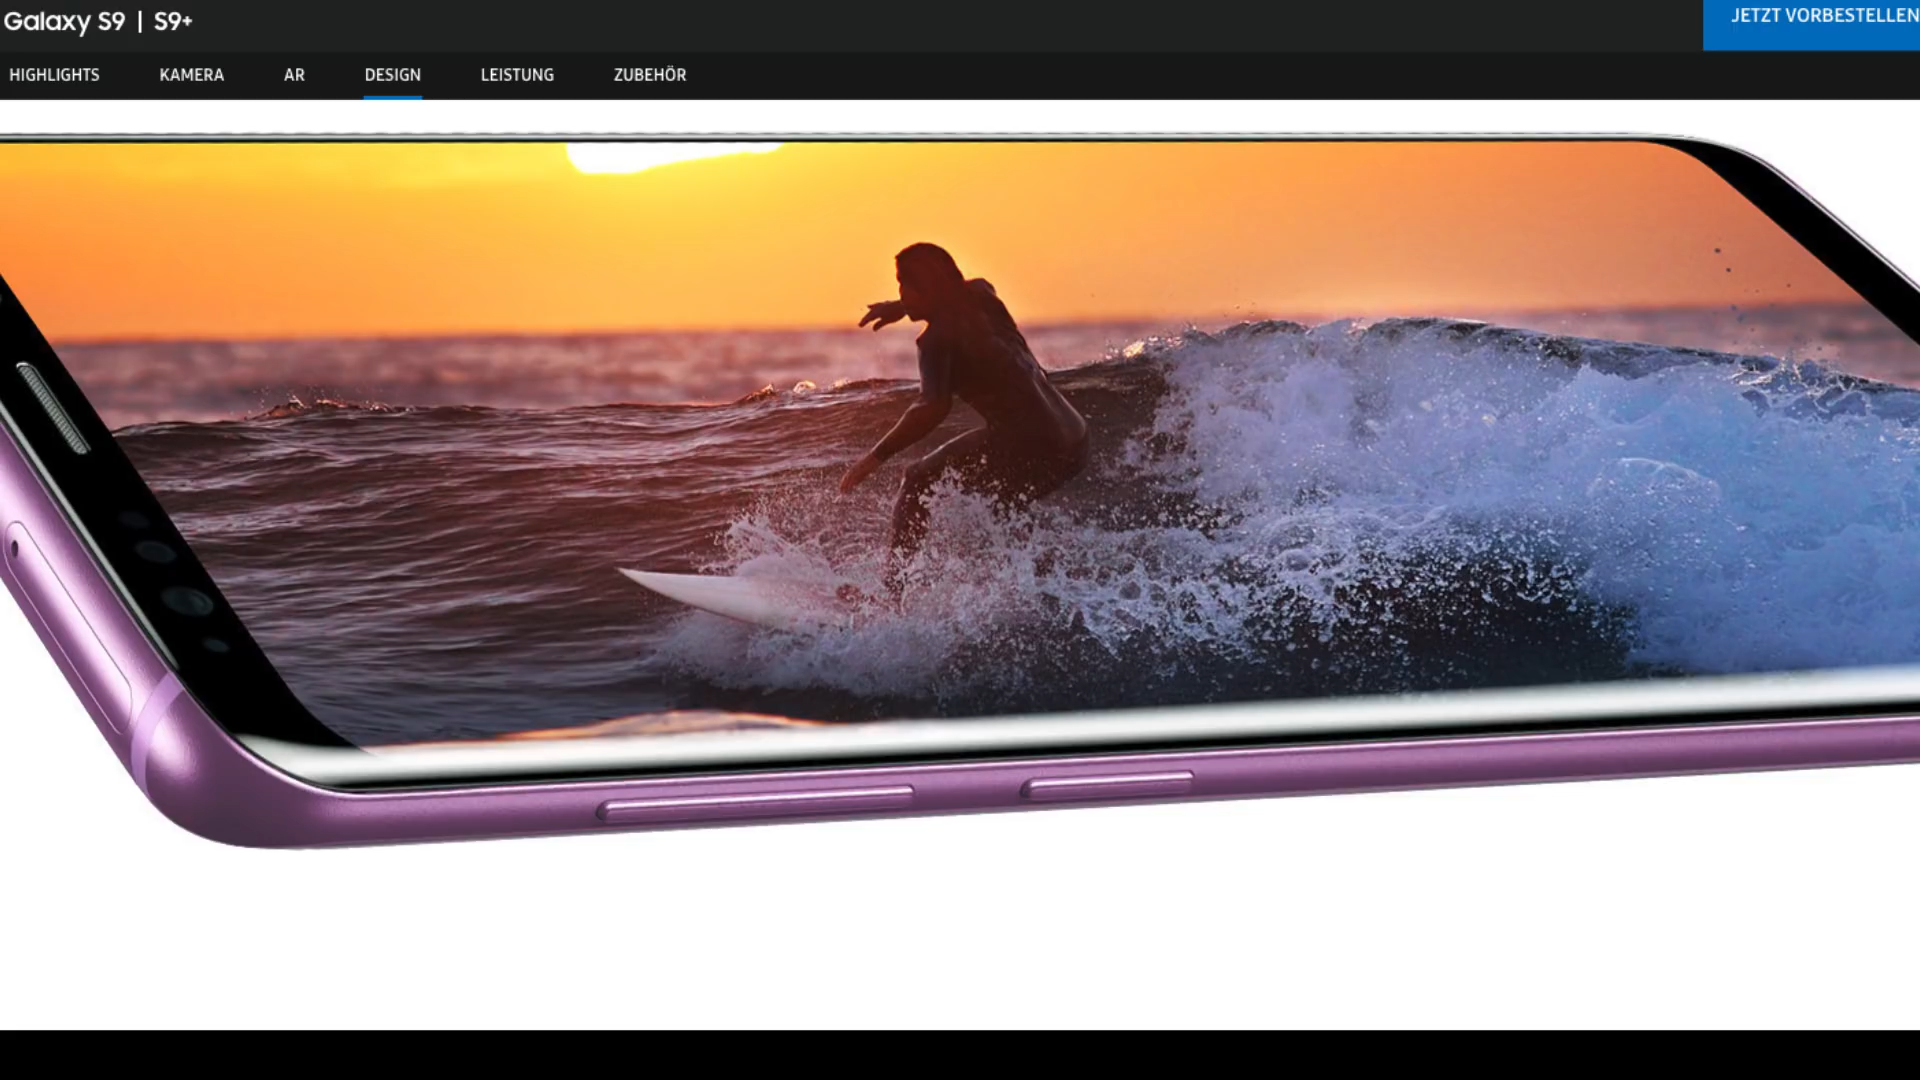 Galaxy S9 | S9+
JETZT VORBESTELLEN
HIGHLIGHTS KAMERA AR DESIGN LEISTUNG ZUBEHÖR